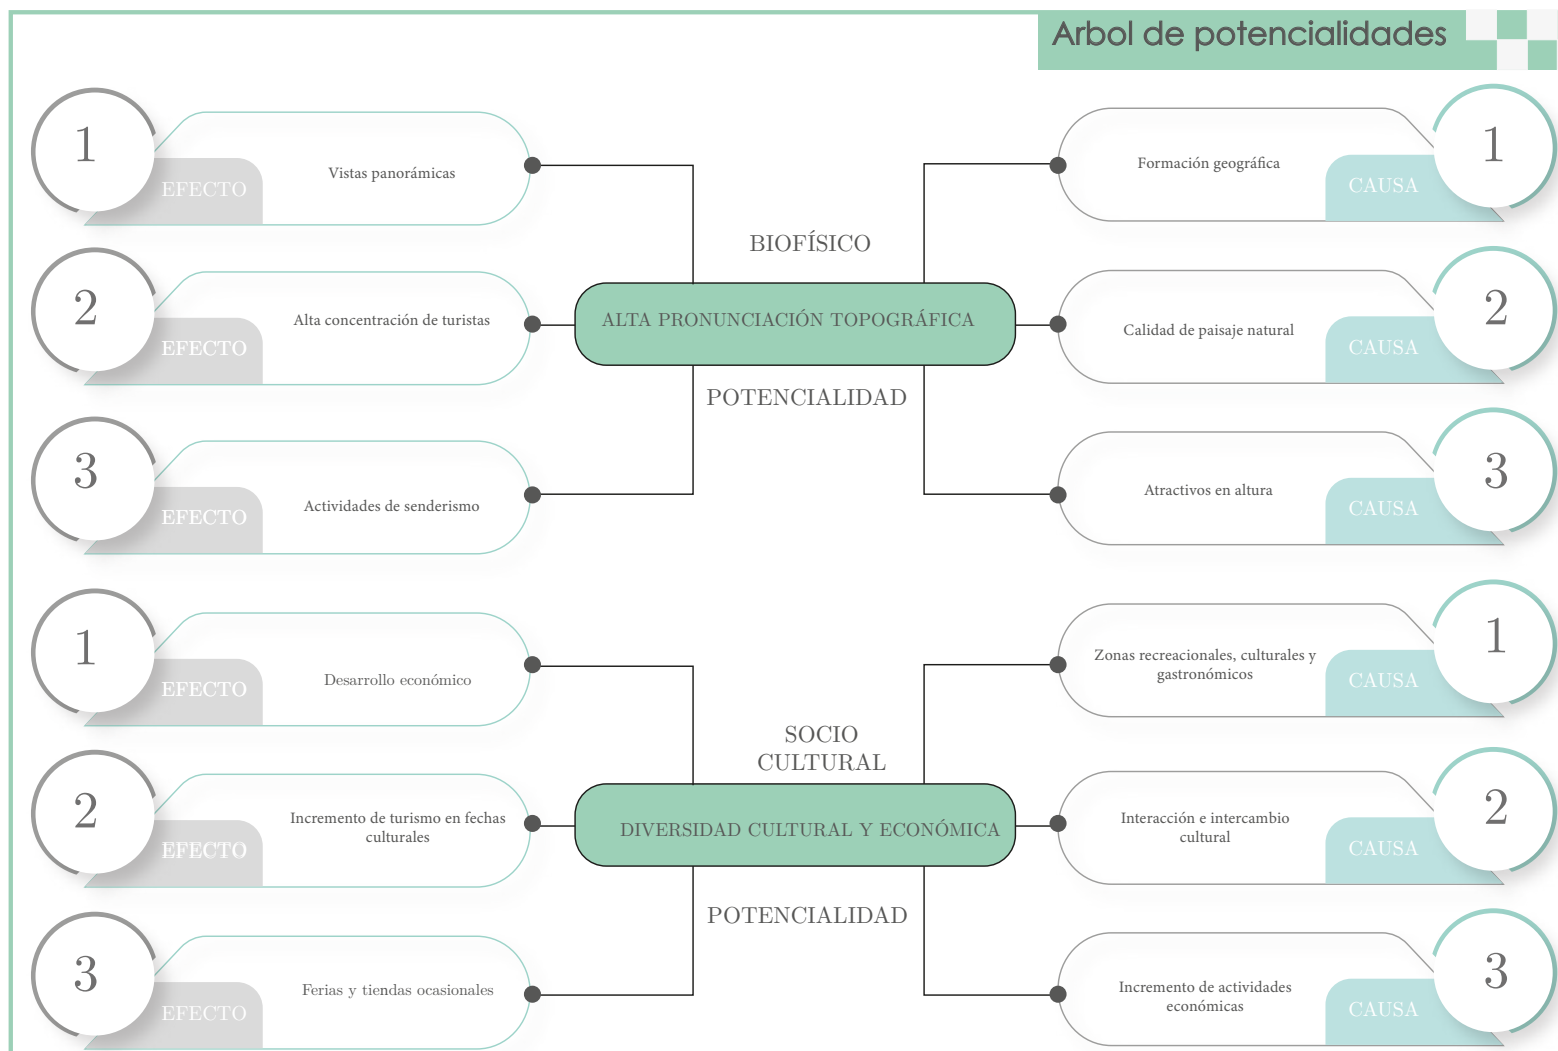 Arbol de potencialidades
1
EFECTO
Vistas panorámicas
2
EFECTO
Alta concentración de turistas
3
EFECTO
Actividades de senderismo
BIOFÍSICO
ALTA PRONUNCIACIÓN TOPOGRÁFICA
POTENCIALIDAD
Formación geográfica
CAUSA
1
Calidad de paisaje natural
CAUSA
2
Atractivos en altura
CAUSA
3
1
EFECTO
Desarrollo económico
2
EFECTO
Incremento de turismo en fechas
culturales
3
EFECTO
Ferias y tiendas ocasionales
SOCIO
CULTURAL
DIVERSIDAD CULTURAL Y ECONÓMICA
POTENCIALIDAD
Zonas recreacionales, culturales y
gastronómicos
CAUSA
1
Interacción e intercambio
cultural
CAUSA
2
Incremento de actividades
económicas
CAUSA
3